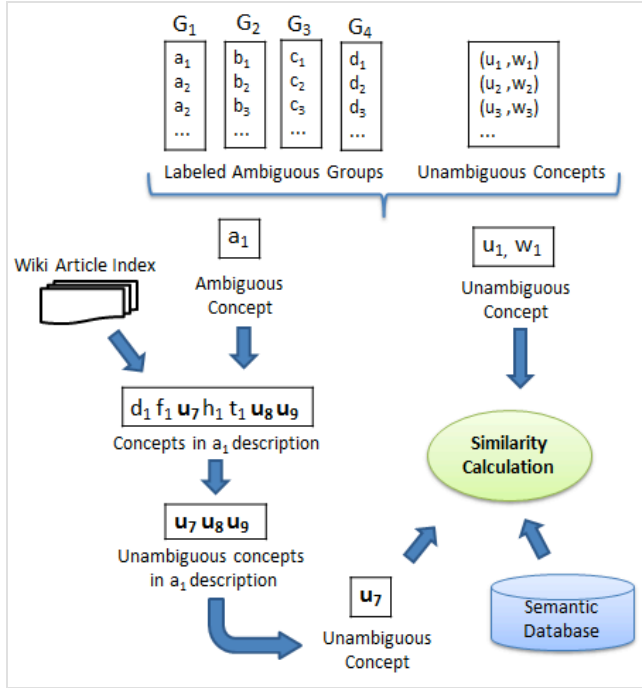 G₁ G₂ G₃ G₄
a₁ b₁ c₁ d₁ (u₁ ,w₁)
a₂ b₂ c₂ d₂ (u₂ ,w₂)
a₂ b₃ c₃ d₃ (u₃ ,w₃)
... ... ... ... ...
Labeled Ambiguous Groups Unambiguous Concepts
a₁
Ambiguous
Concept
u₁, w₁
Unambiguous
Concept
Wiki Article Index
d₁ f₁ u₇ h₁ t₁ u₈ u₉
Concepts in a₁ description
Similarity
Calculation
u₇ u₈ u₉
Unambiguous concepts
in a₁ description
u₇
Unambiguous
Concept
Semantic
Database